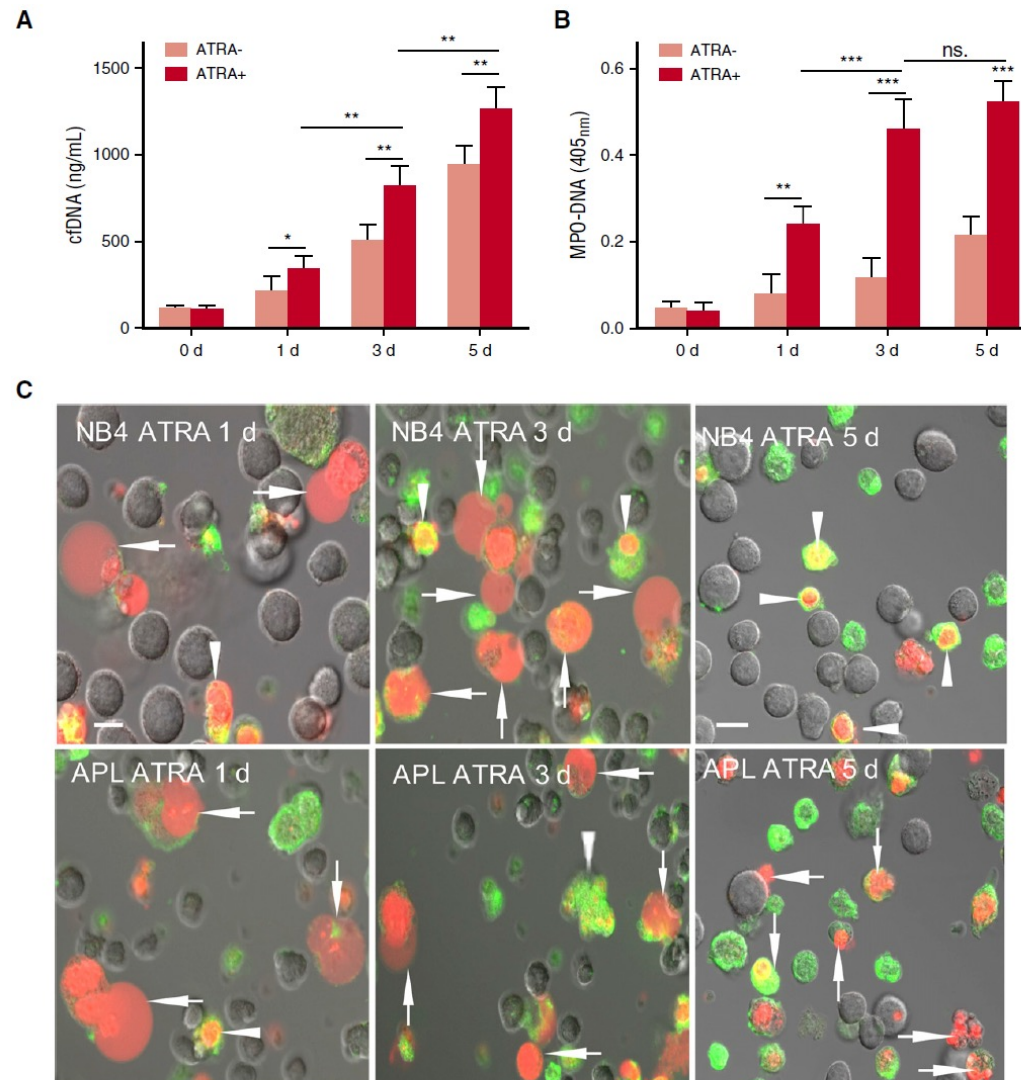 A
B
ATRA-
ATRA+
cfDNA (ng/mL)
1500
1000
500
0
0 d
1 d
3 d
5 d
*
**
**
**
**
ATRA-
ATRA+
MPO-DNA (405nm)
0.6
0.4
0.2
0.0
0 d
1 d
3 d
5 d
**
***
***
ns.
***
C
NB4 ATRA 1 d
NB4 ATRA 3 d
NB4 ATRA 5 d
APL ATRA 1 d
APL ATRA 3 d
APL ATRA 5 d